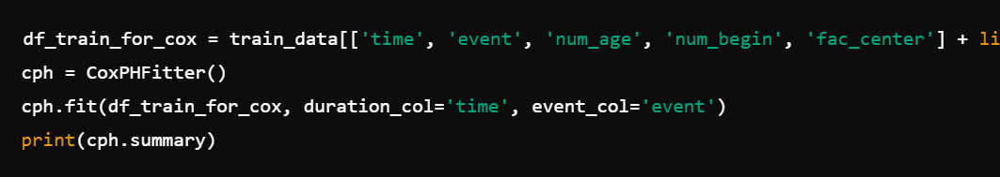 df_train_for_cox = train_data[['time', 'event', 'num_age', 'num_begin', 'fac_center'] + li
cph = CoxPHFitter()
cph.fit(df_train_for_cox, duration_col='time', event_col='event')
print(cph.summary)